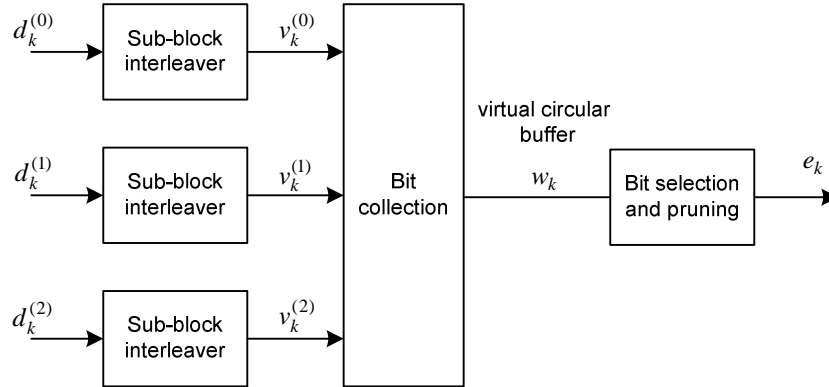 d_k^{(0)}
Sub-block
interleaver
v_k^{(0)}
d_k^{(1)}
Sub-block
interleaver
v_k^{(1)}
d_k^{(2)}
Sub-block
interleaver
v_k^{(2)}
Bit
collection
virtual circular
buffer
w_k
Bit selection
and pruning
e_k